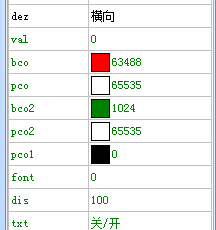 dez 横向
val 0
bco 63488
pco 65535
bco2 1024
pco2 65535
pco1 0
font 0
dis 100
txt 关/开